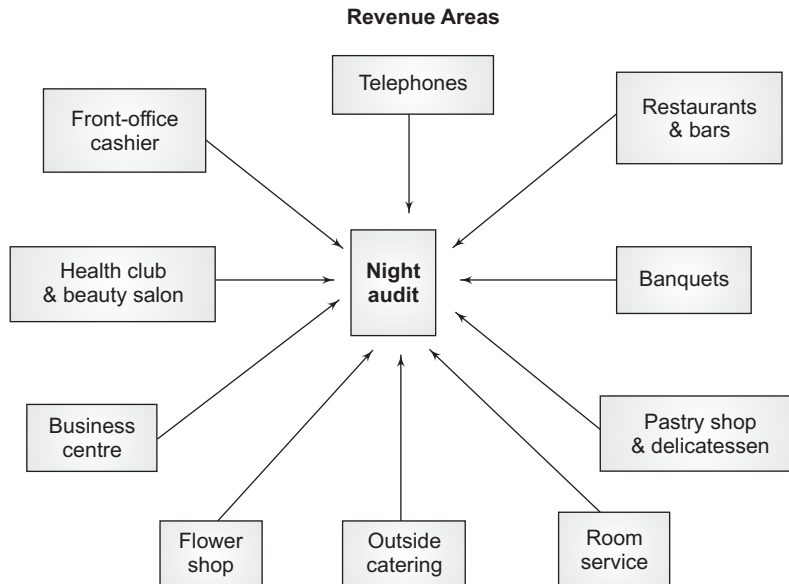 Revenue Areas
Telephones
Front-office
cashier
Restaurants
& bars
Health club
& beauty salon
Night
audit
Banquets
Business
centre
Pastry shop
& delicatessen
Flower
shop
Outside
catering
Room
service